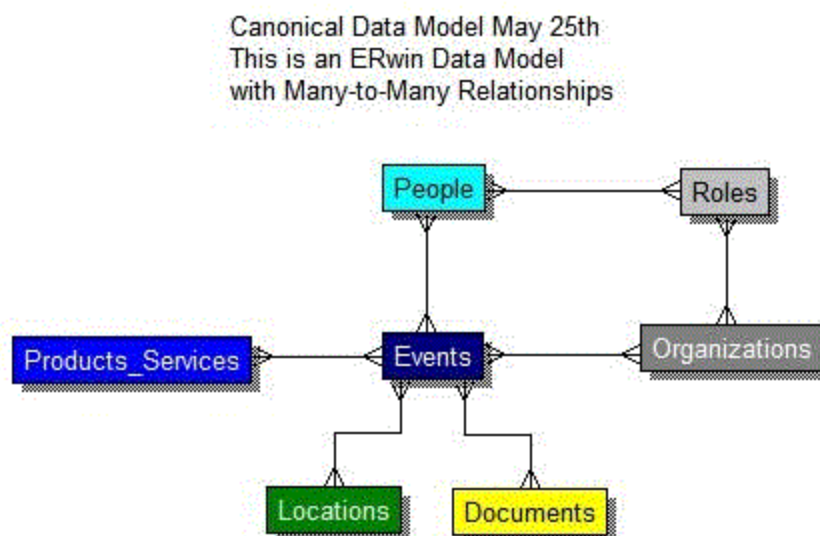 Canonical Data Model May 25th
This is an ERwin Data Model
with Many-to-Many Relationships
People
Roles
Products_Services
Events
Organizations
Locations
Documents